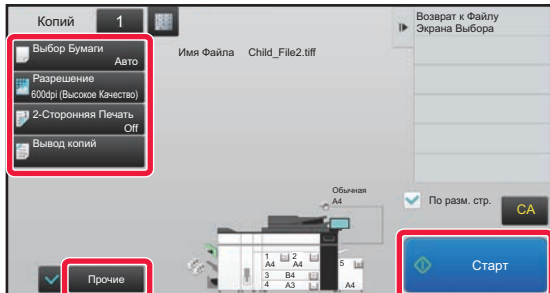 Копий 1
Возврат к Файлу
Экрана Выбора
Выбор Бумаги
Авто
Имя Файла Child_File2.tiff
Разрешение
600dpi (Высокое Качество)
2-Сторонняя Печать
Off
Вывод копий
Обычная
A4
По разм. стр.
CA
1 2
A4 A4
5
3 B4
4 A3
A4
Прочие
Старт